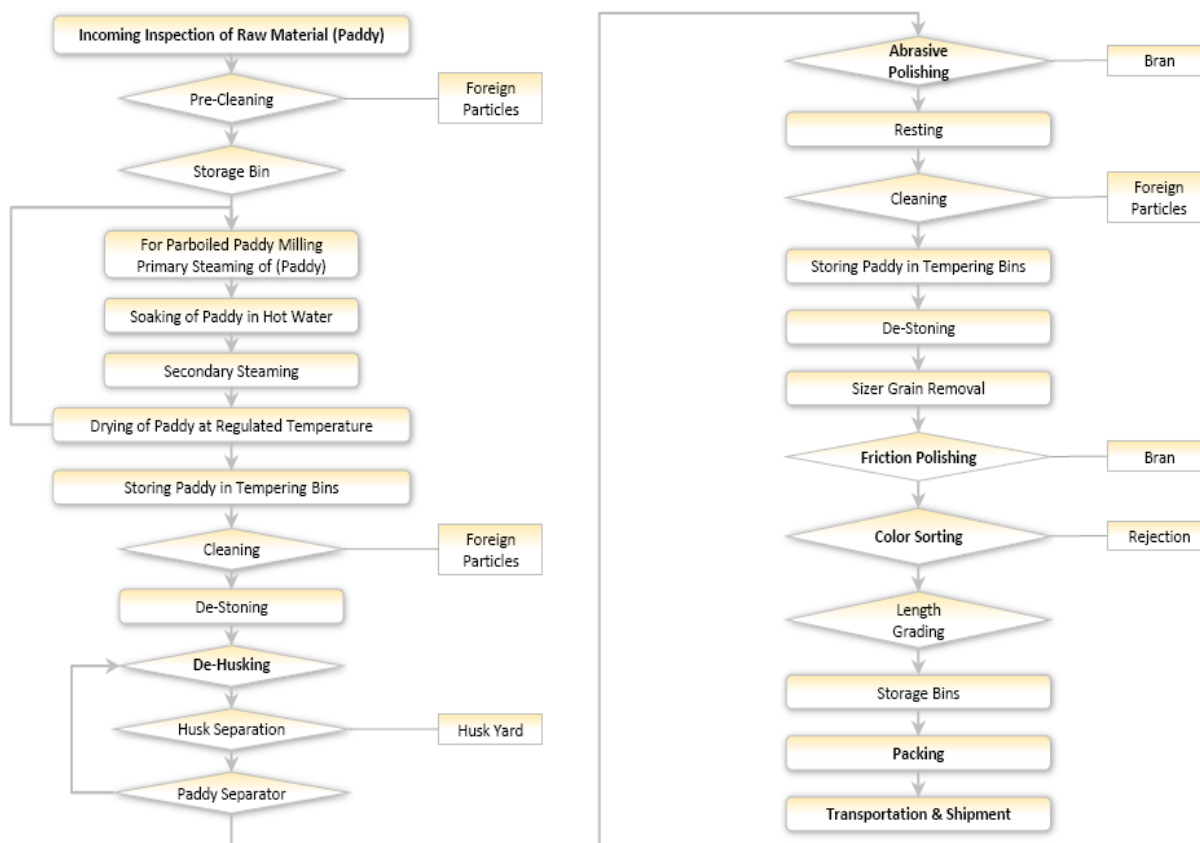 Incoming Inspection of Raw Material (Paddy)
Pre-Cleaning
Foreign
Particles
Storage Bin
For Parboiled Paddy Milling
Primary Steaming of (Paddy)
Soaking of Paddy in Hot Water
Secondary Steaming
Drying of Paddy at Regulated Temperature
Storing Paddy in Tempering Bins
Cleaning
Foreign
Particles
De-Stoning
De-Husking
Husk Separation
Husk Yard
Paddy Separator
Abrasive
Polishing
Bran
Resting
Cleaning
Foreign
Particles
Storing Paddy in Tempering Bins
De-Stoning
Sizer Grain Removal
Friction Polishing
Bran
Color Sorting
Rejection
Length
Grading
Storage Bins
Packing
Transportation & Shipment